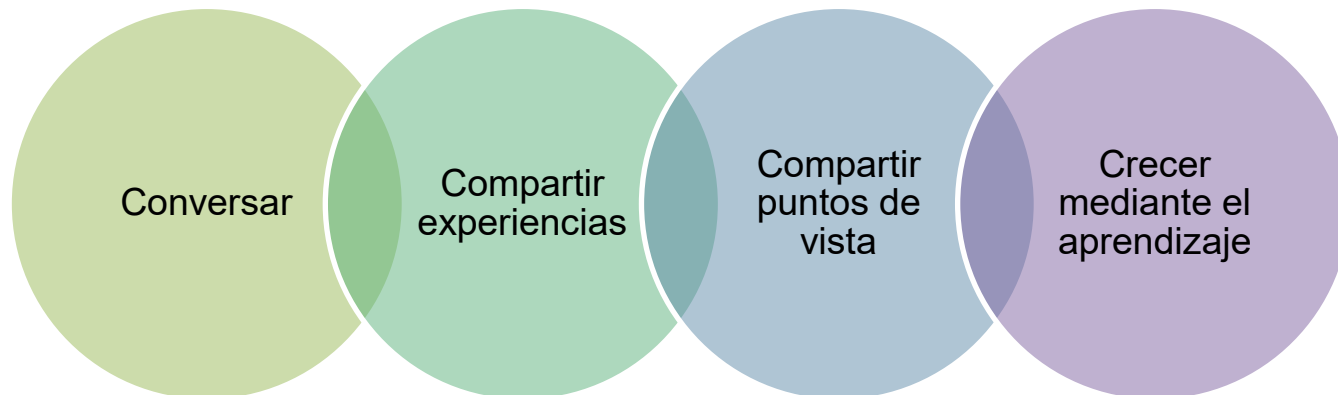 Conversar
Compartir
experiencias
Compartir
puntos de
vista
Crecer
mediante el
aprendizaje